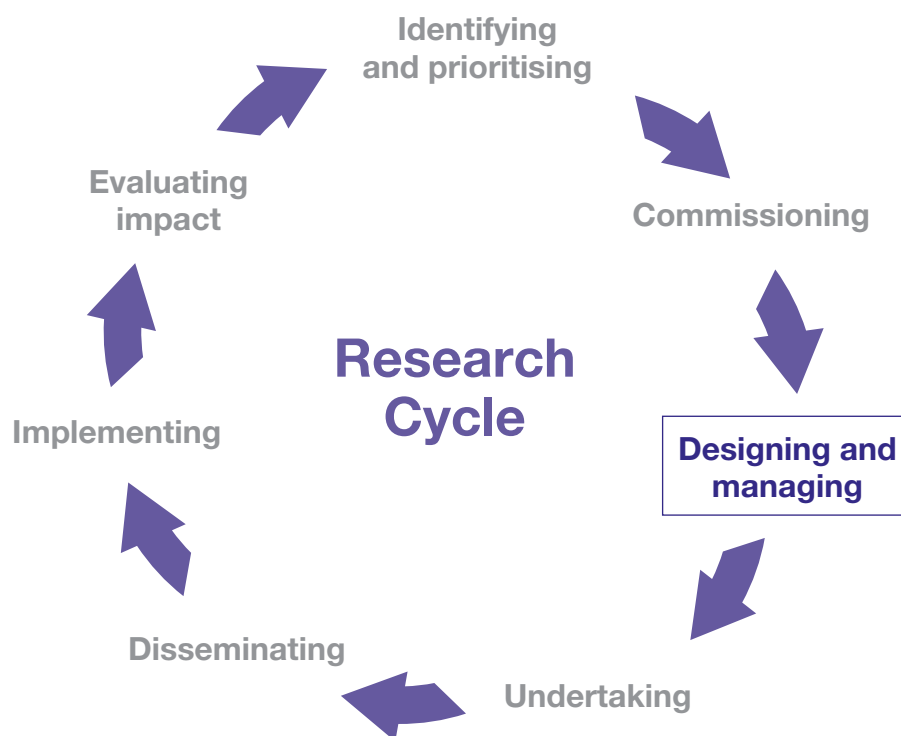 Identifying
and prioritising
Commissioning
Designing and
managing
Undertaking
Disseminating
Implementing
Evaluating
impact
Research
Cycle